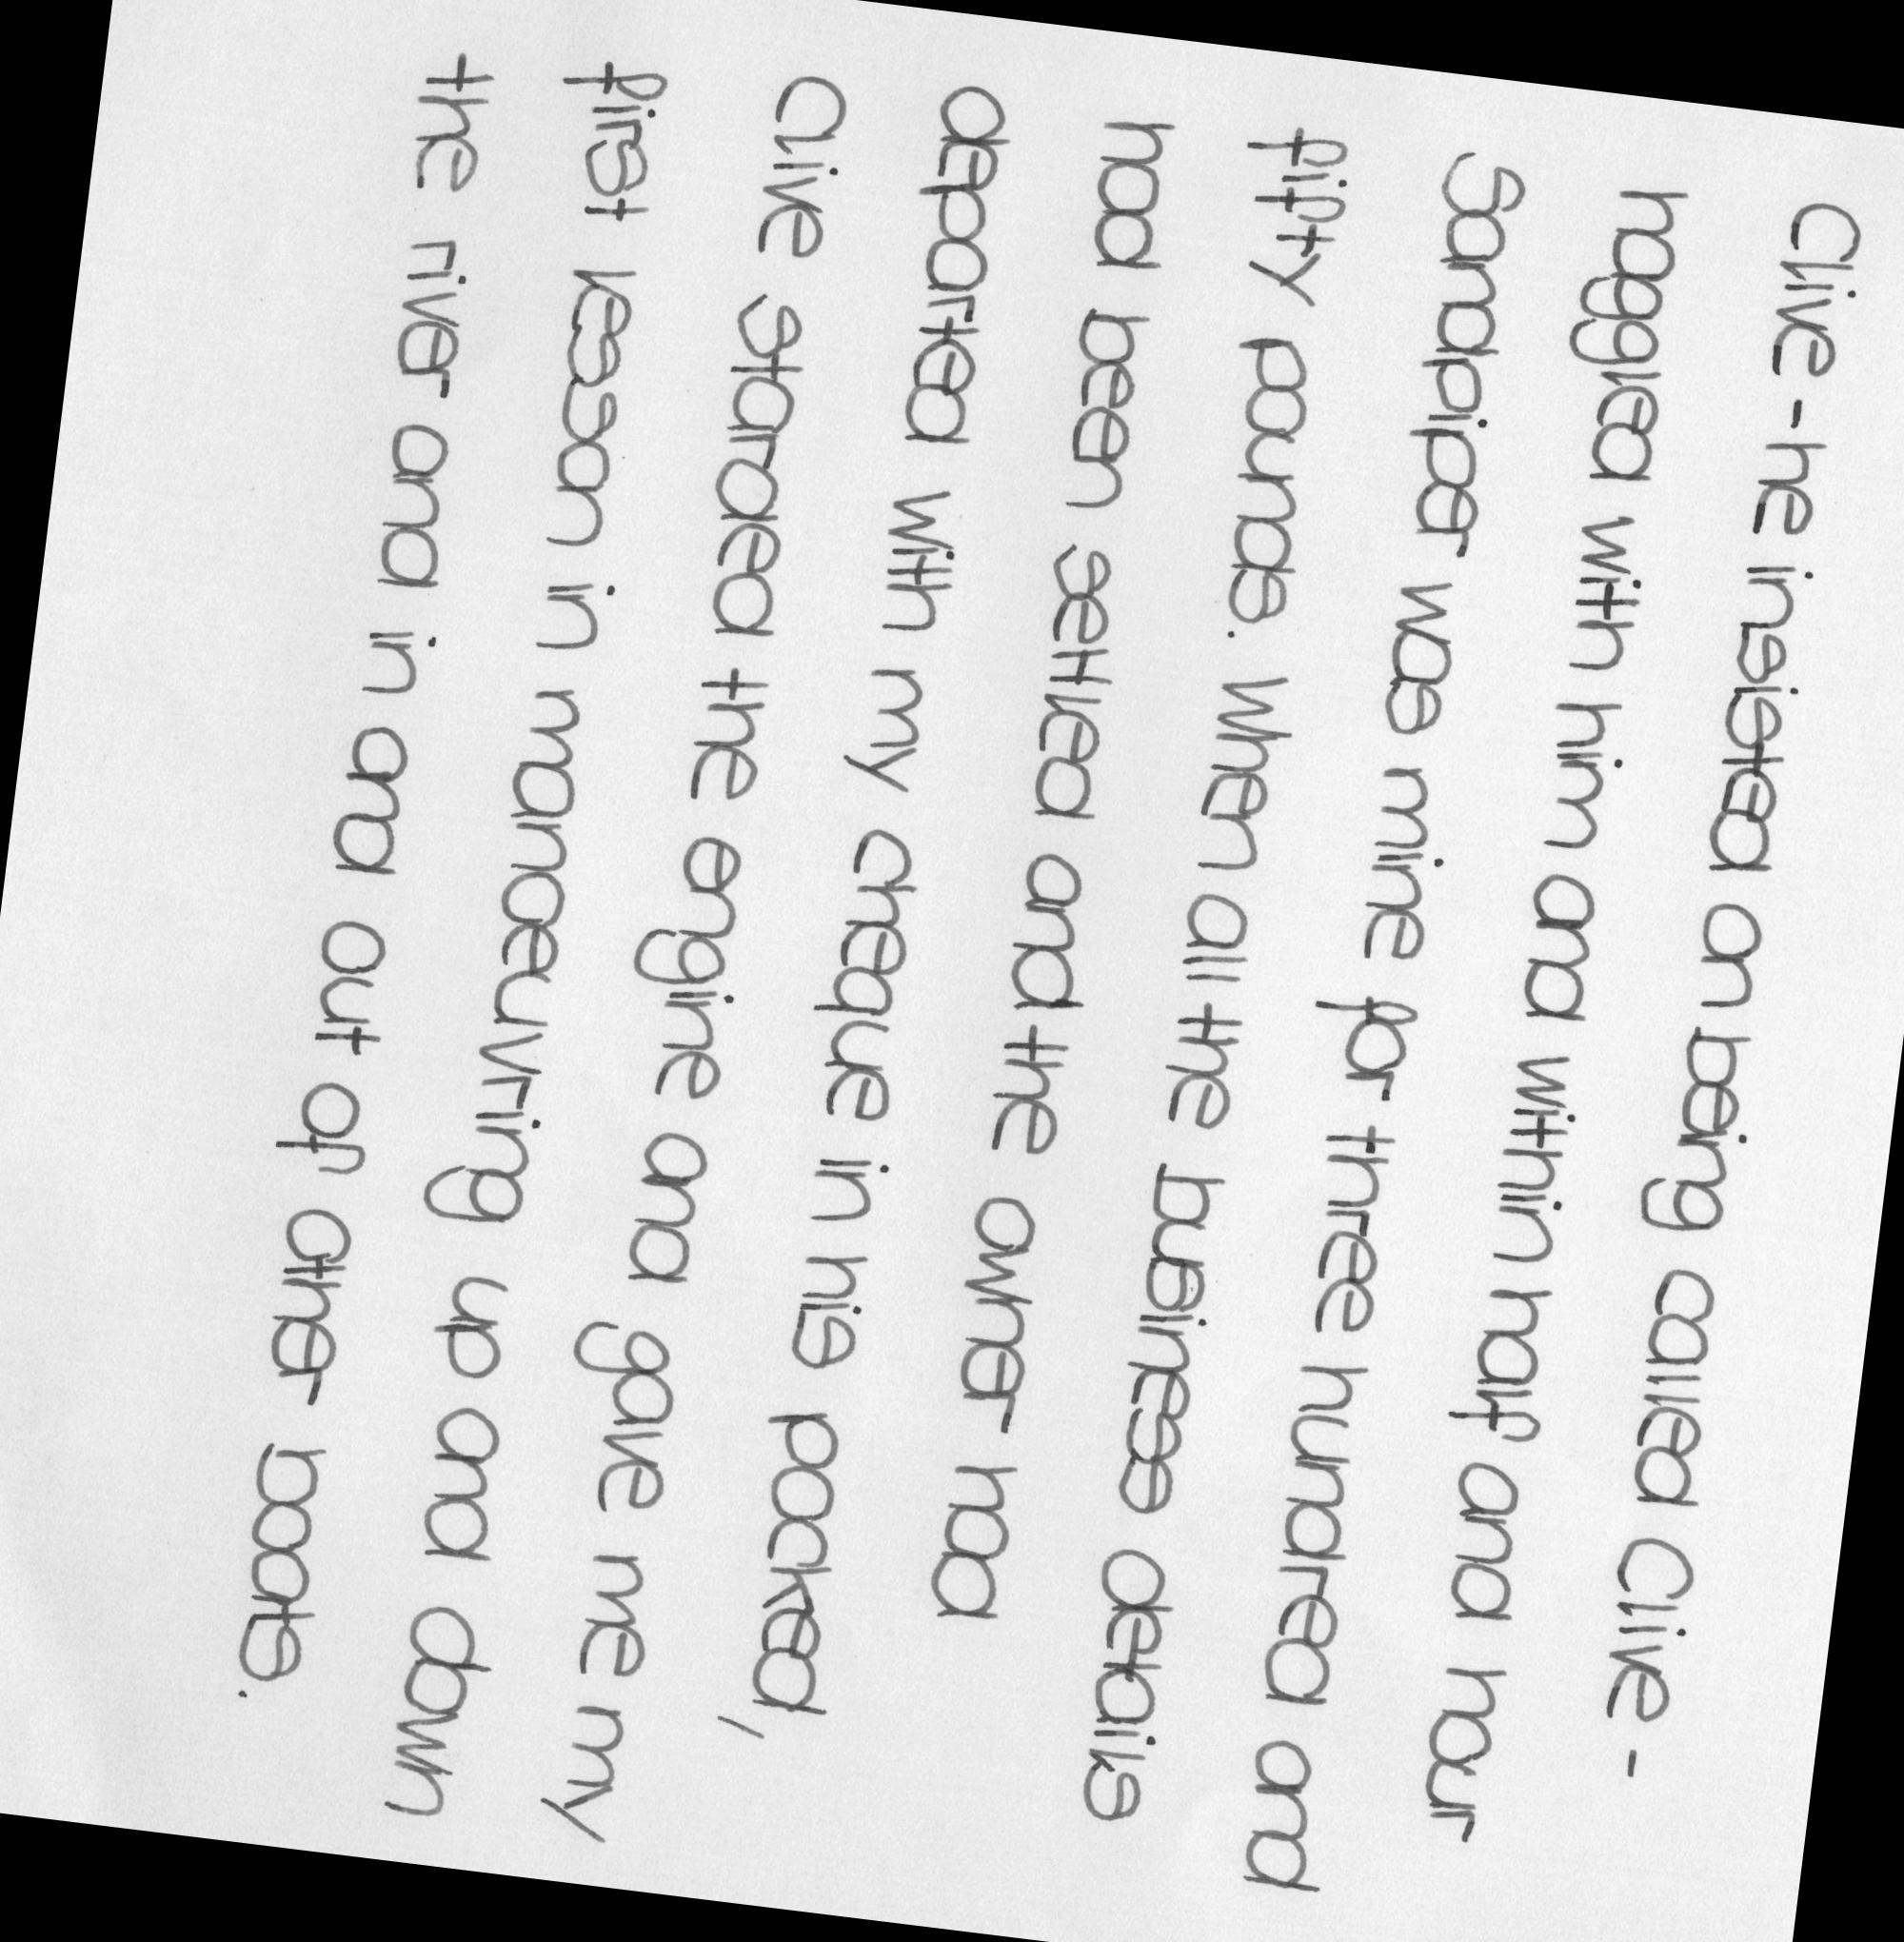 Clive - he insisted on being called Clive -
haggled with him and within half and hour
Sandpiper was mine for three hundred and
fifty pounds. When all the business details
had been settled and the owner had
departed with my cheque in his pocked,
Clive staroed the engine and gave me my
first lesson in manoeuvring up and down
the river and in and out of other boats.